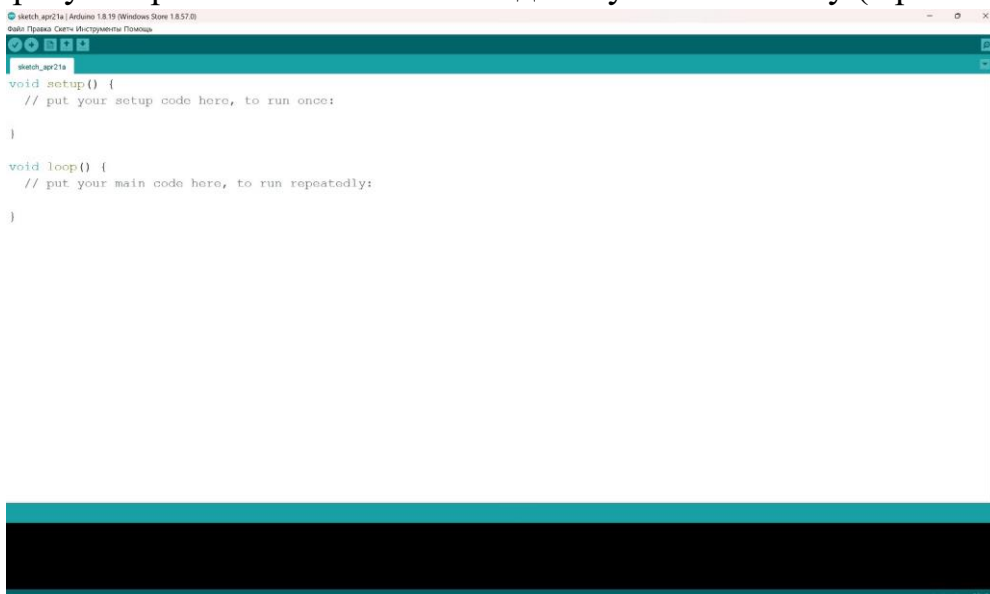 sketch_apr21a | Arduino 1.8.19 (Windows Store 1.8.57.0)
Файл Правка Скетч Инструменты Помощь
sketch_apr21a
void setup() {
// put your setup code here, to run once:
}
void loop() {
// put your main code here, to run repeatedly:
}